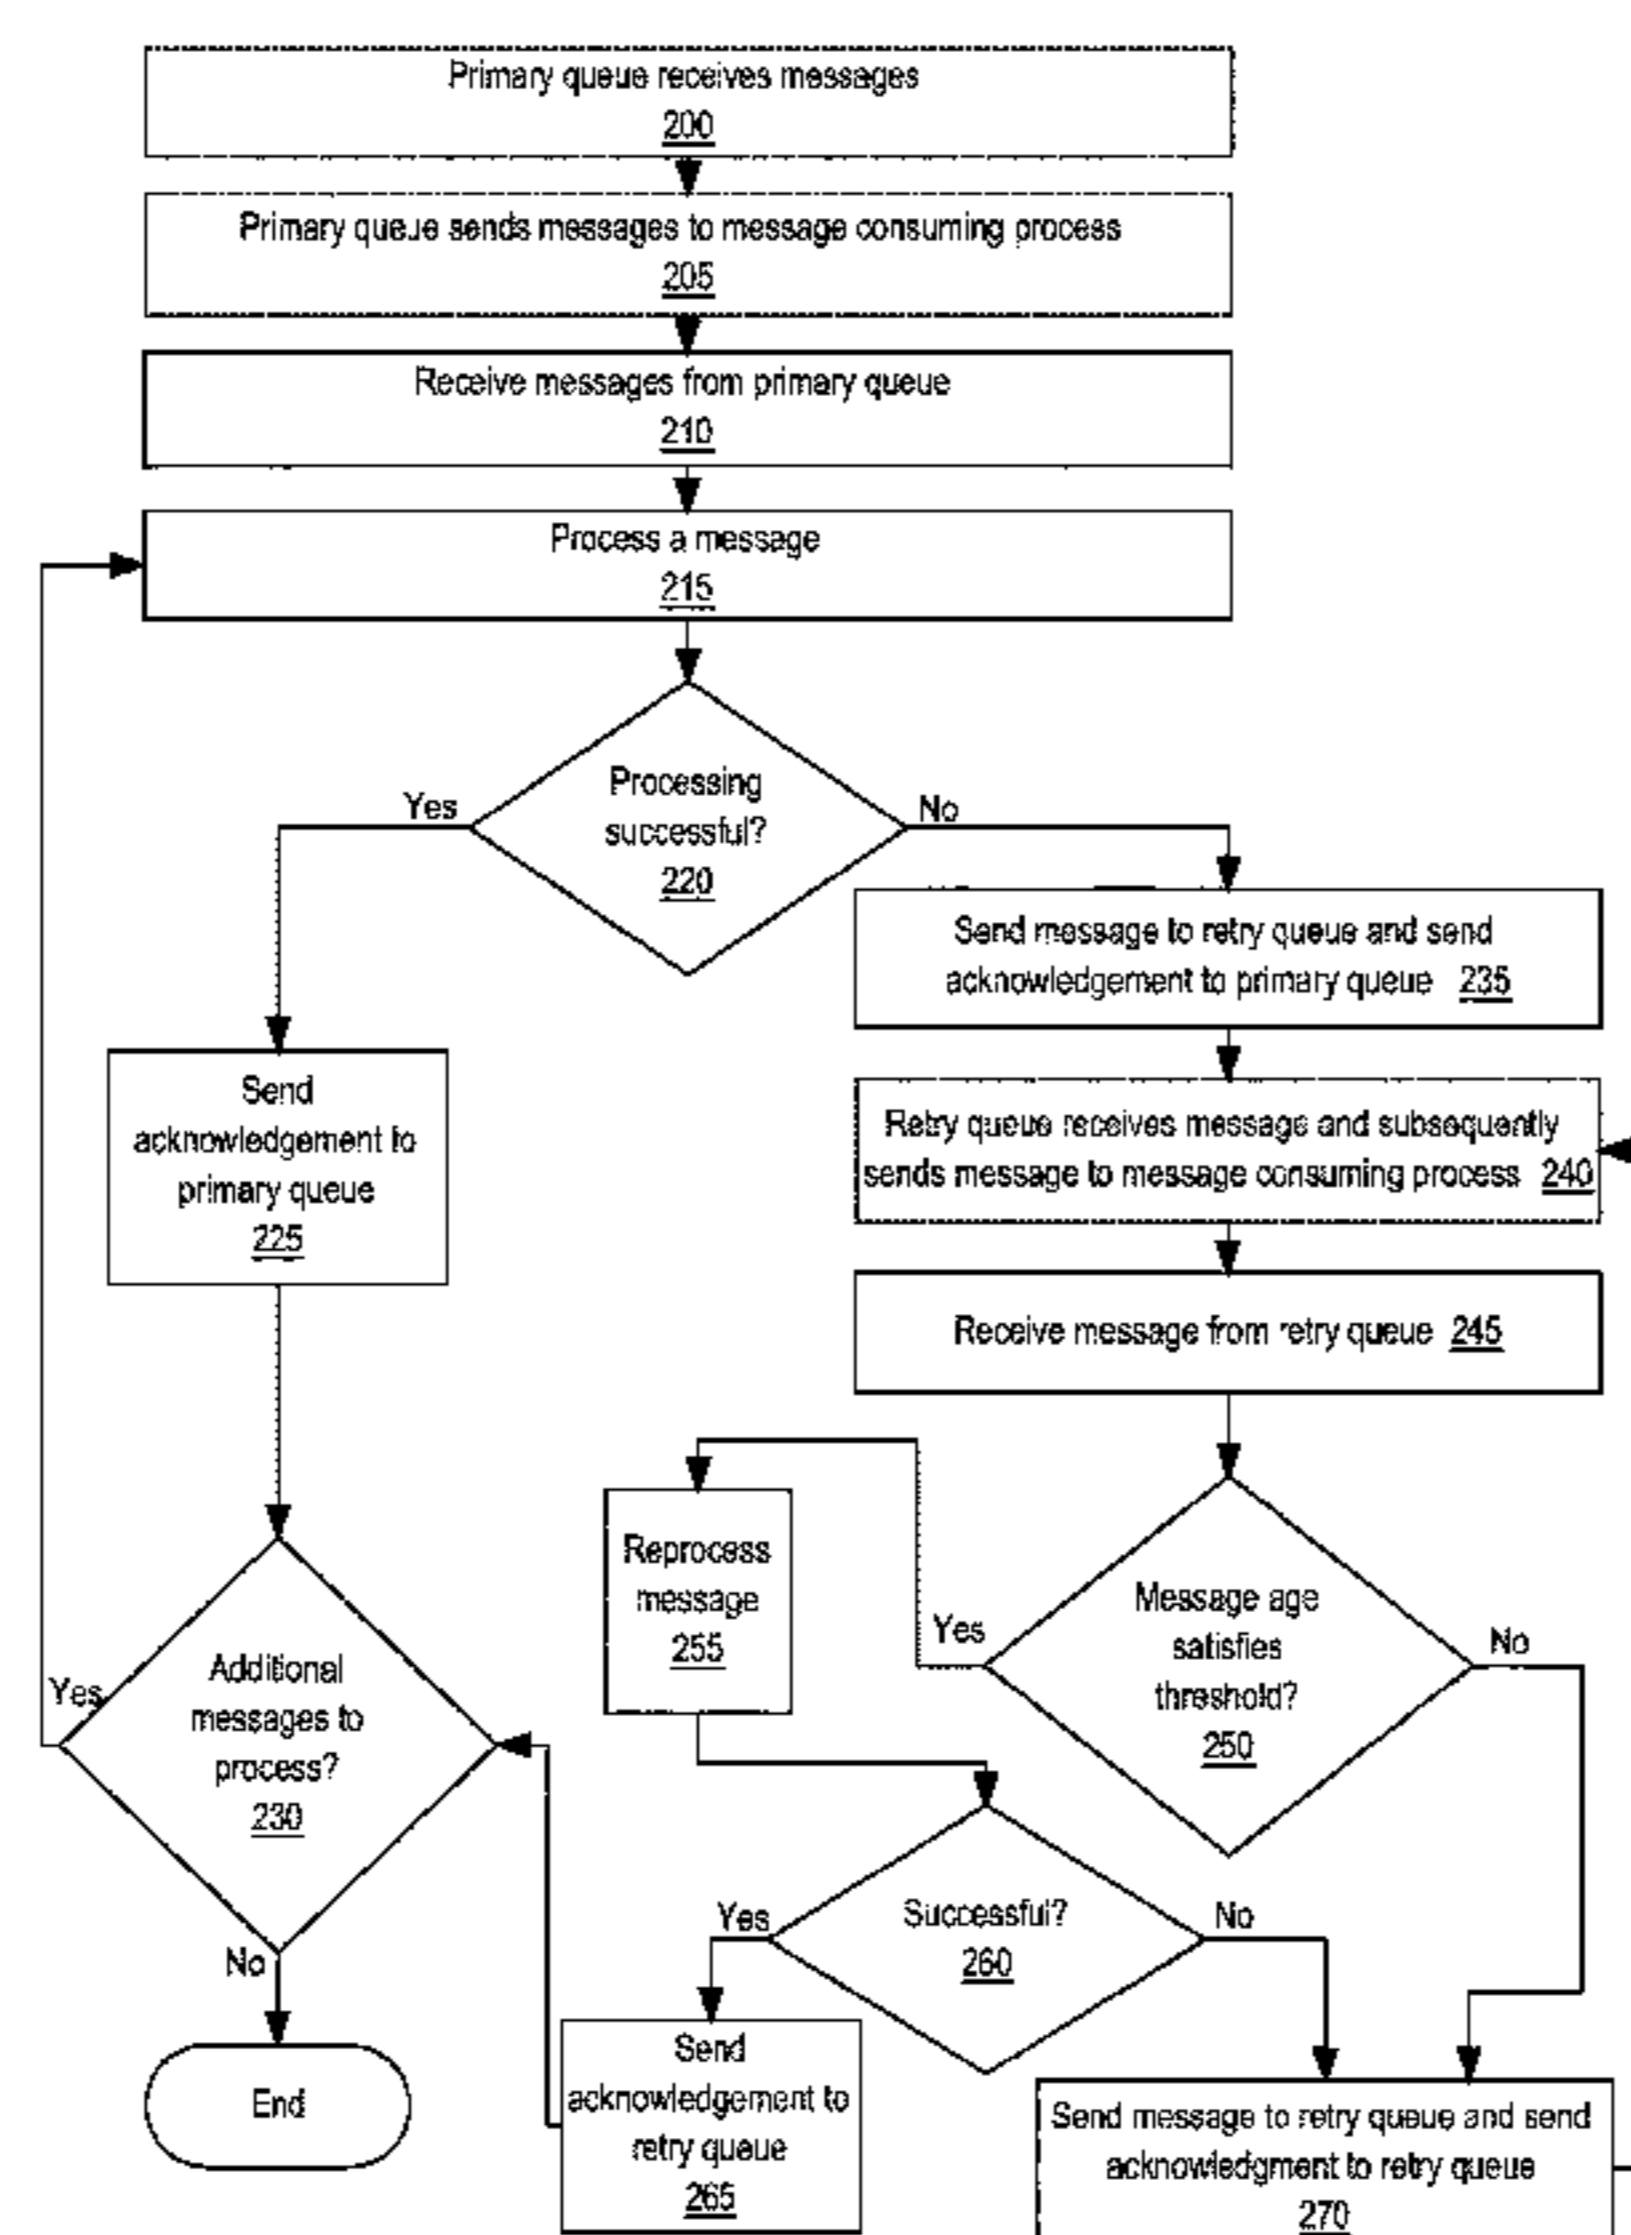 Primary queue receives messages
200
Primary queue sends messages to message consuming process
205
Receive messages from primary queue
210
Process a message
215
Processing
successful?
220
Yes
No
Send message to retry queue and send
acknowledgement to primary queue 235
Send
acknowledgement to
primary queue
225
Retry queue receives message and subsequently
sends message to message consuming process 240
Receive message from retry queue 245
Reprocess
message
255
Message age
satisfies
threshold?
250
Yes
No
Additional
messages to
process?
230
Yes
No
Successful?
260
Yes
No
End
Send
acknowledgement to
retry queue
265
Send message to retry queue and send
acknowledgment to retry queue
270